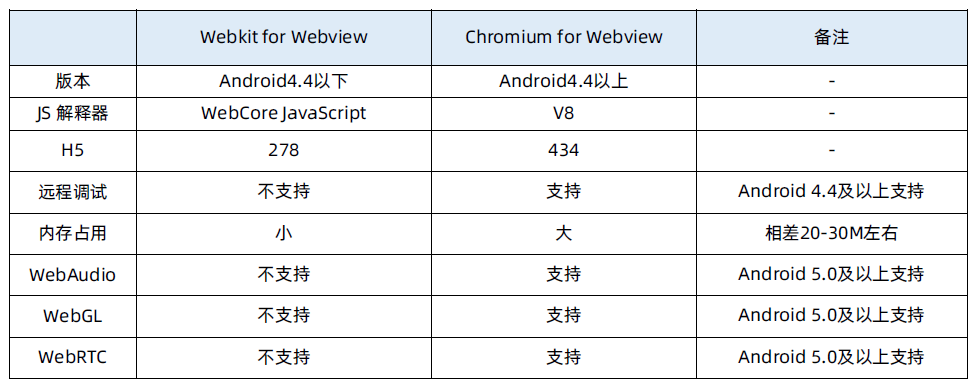 Webkit for Webview Chromium for Webview 备注
版本 Android4.4以下 Android4.4以上 -
JS 解释器 WebCore JavaScript V8 -
H5 278 434 -
远程调试 不支持 支持 Android 4.4及以上支持
内存占用 小 大 相差20-30M左右
WebAudio 不支持 支持 Android 5.0及以上支持
WebGL 不支持 支持 Android 5.0及以上支持
WebRTC 不支持 支持 Android 5.0及以上支持